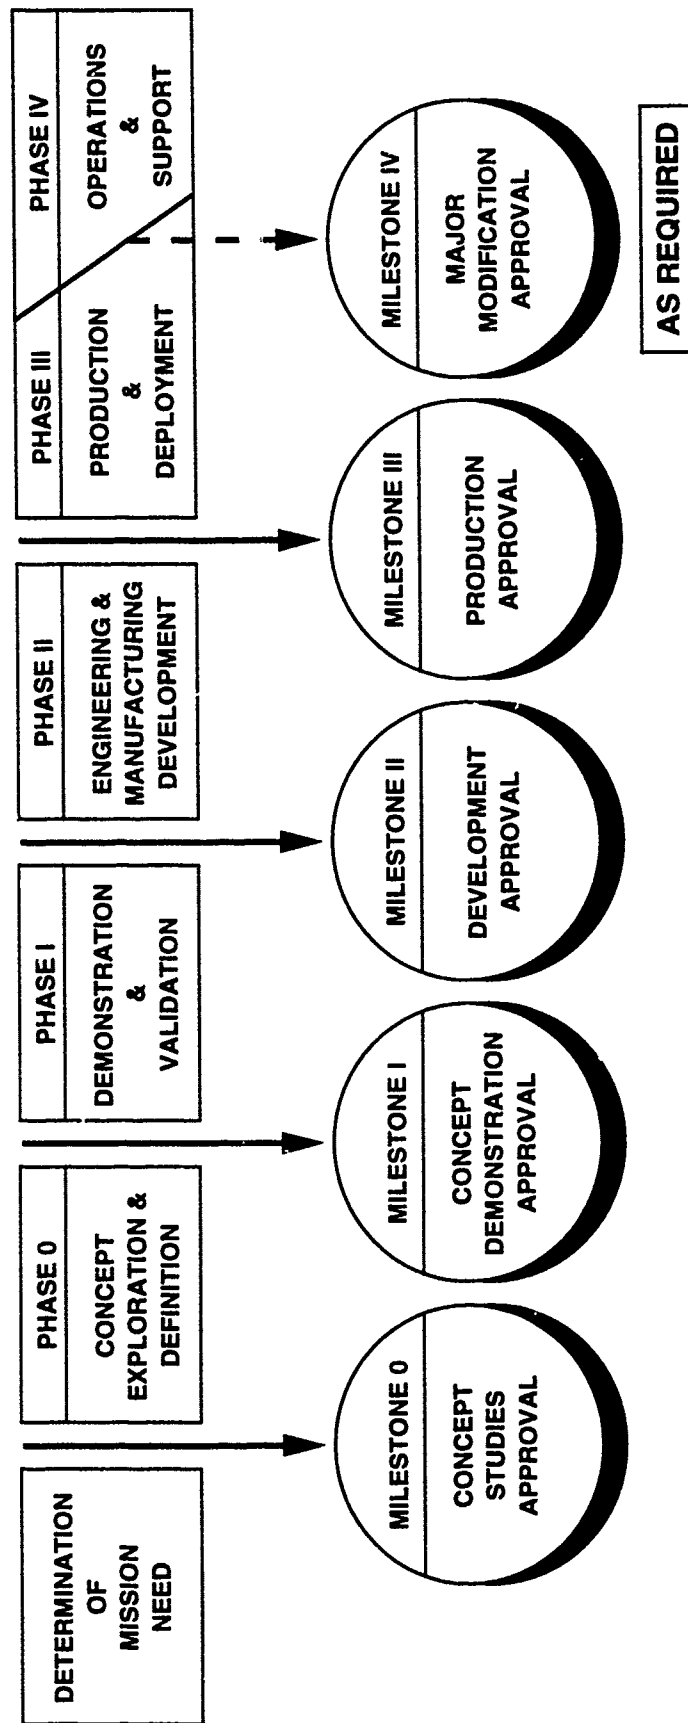 DETERMINATION
OF
MISSION
NEED
PHASE 0
CONCEPT
EXPLORATION &
DEFINITION
PHASE I
DEMONSTRATION
&
VALIDATION
PHASE II
ENGINEERING &
MANUFACTURING
DEVELOPMENT
PHASE III
PRODUCTION
&
DEPLOYMENT
PHASE IV
OPERATIONS
&
SUPPORT
MILESTONE 0
CONCEPT
STUDIES
APPROVAL
MILESTONE I
CONCEPT
DEMONSTRATION
APPROVAL
MILESTONE II
DEVELOPMENT
APPROVAL
MILESTONE III
PRODUCTION
APPROVAL
MILESTONE IV
MAJOR
MODIFICATION
APPROVAL
AS REQUIRED